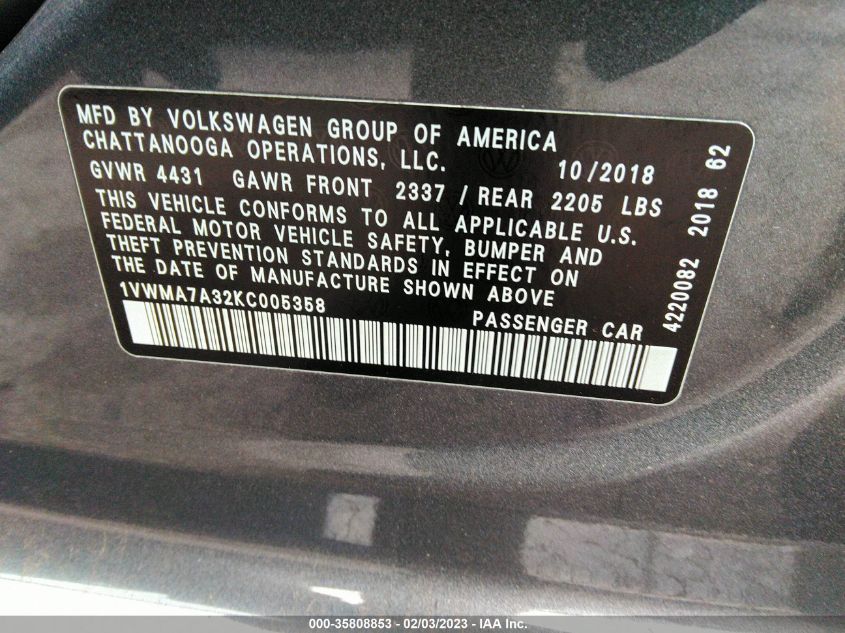 MFD BY VOLKSWAGEN GROUP OF AMERICA
CHATTANOOGA OPERATIONS, LLC.
10/2018
GVWR 4431 GAWR FRONT 2337 / REAR 2205 LBS
THIS VEHICLE CONFORMS TO ALL APPLICABLE U.S.
FEDERAL MOTOR VEHICLE SAFETY, BUMPER AND
THEFT PREVENTION STANDARDS IN EFFECT ON
THE DATE OF MANUFACTURE SHOWN ABOVE
1VWMA7A32KC005358
PASSENGER CAR
4220082 2018 62
000-35808853 - 02/03/2023 - IAA Inc.